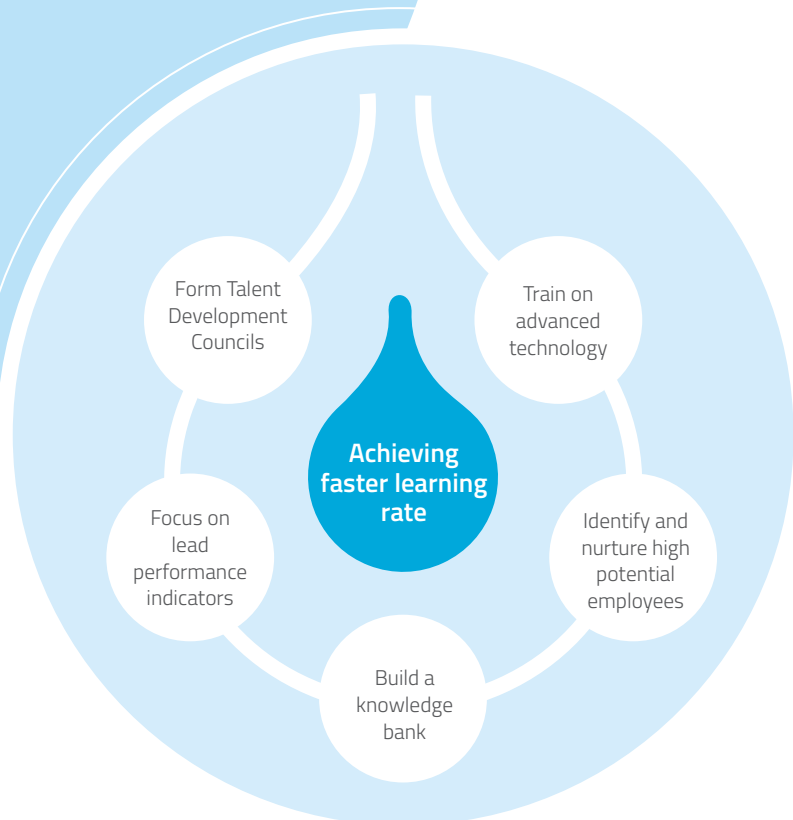 Form Talent
Development
Councils
Train on
advanced
technology
Achieving
faster learning
rate
Focus on
lead
performance
indicators
Identify and
nurture high
potential
employees
Build a
knowledge
bank